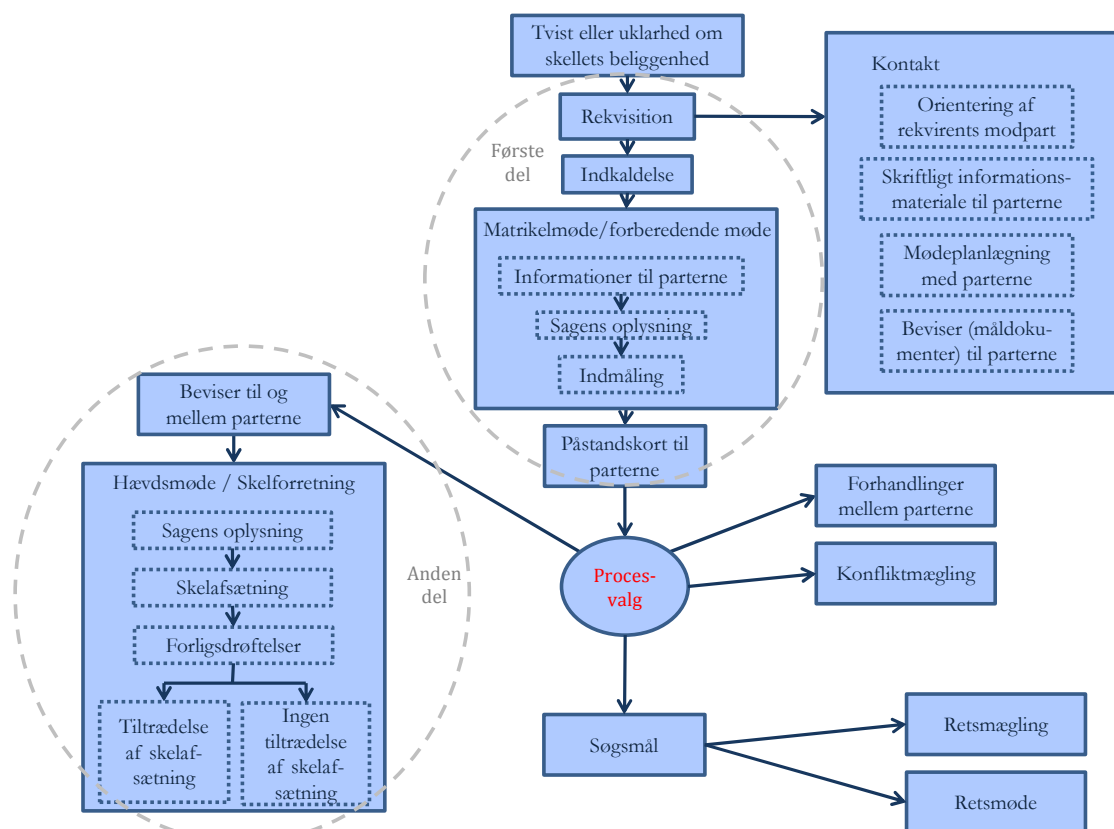 Tvist eller uklarhed om
skellets beliggenhed
Rekvisition
Første
del
Indkaldelse
Matrikelmøde/forberedende møde
Informationer til parterne
Sagens oplysning
Indmåling
Påstandskort til
parterne
Kontakt
Orientering af
rekvirents modpart
Skriftligt informations-
materiale til parterne
Mødeplanlægning
med parterne
Beviser (måldoku-
menter) til parterne
Beviser til og
mellem parterne
Hævdsmøde / Skelforretning
Sagens oplysning
Skelafsætning
Forligsdrøftelser
Tiltrædelse
af skelaf-
sætning
Ingen
tiltrædelse
af skelaf-
sætning
Anden
del
Proces-
valg
Forhandlinger
mellem parterne
Konfliktmægling
Søgsmål
Retsmægling
Retsmøde